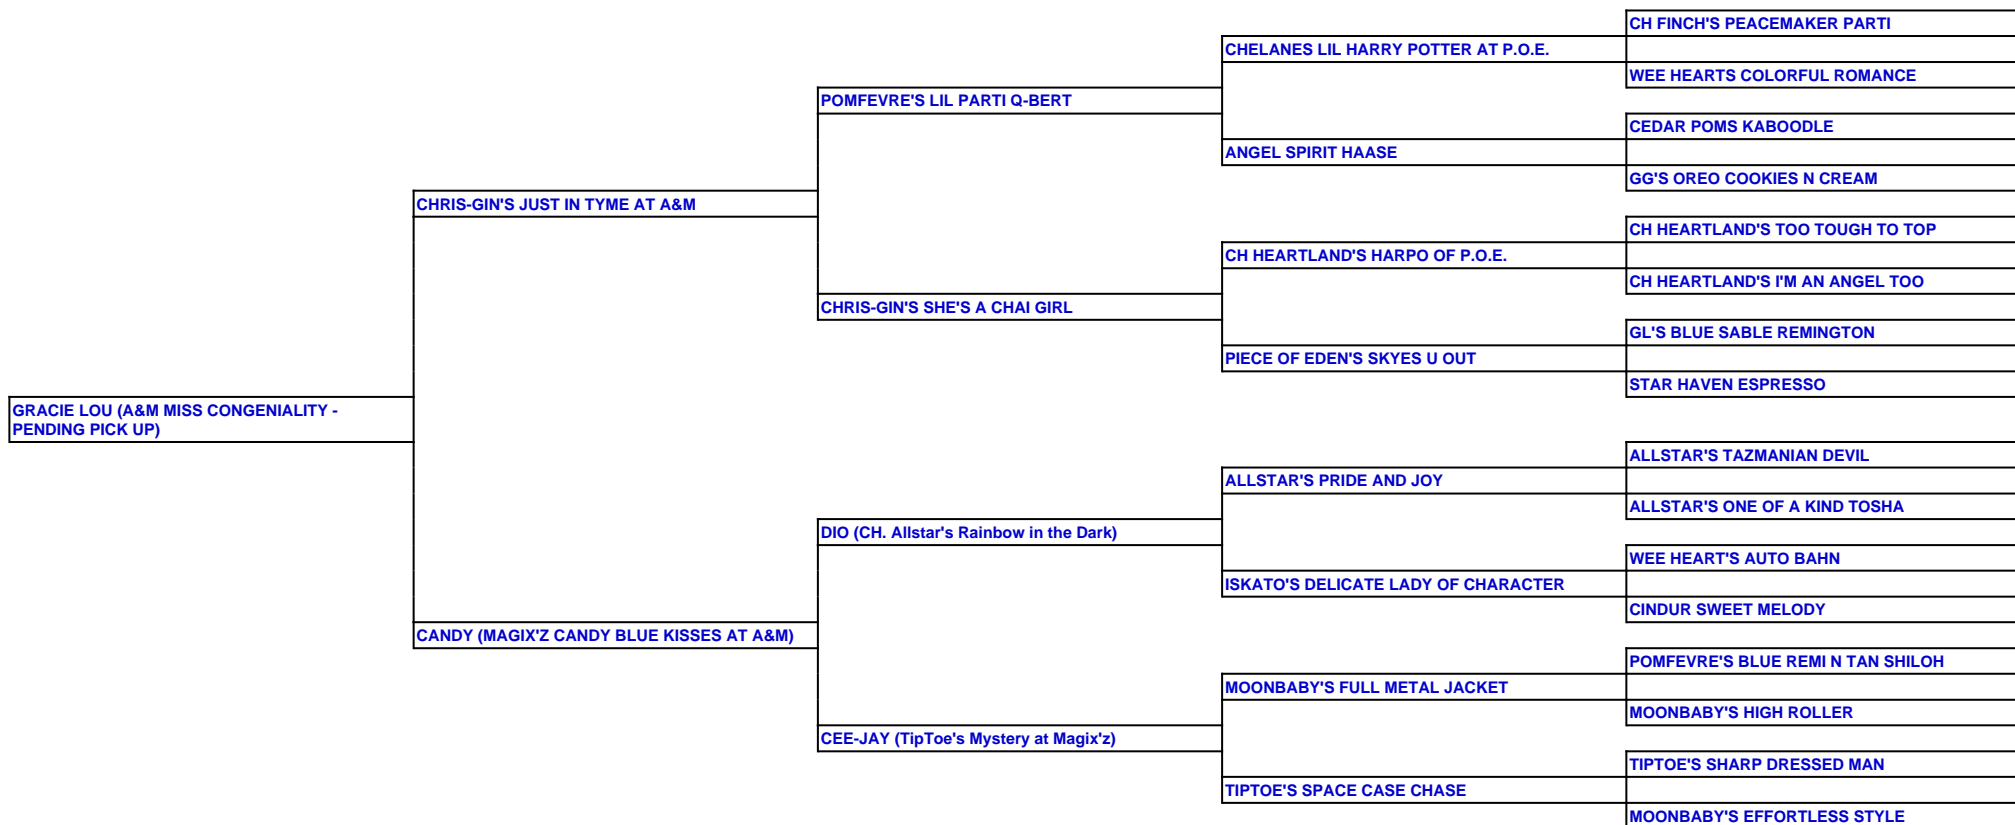 CH FINCH'S PEACEMAKER PARTI
CHELANES LIL HARRY POTTER AT P.O.E.
WEE HEARTS COLORFUL ROMANCE
POMFEVRE'S LIL PARTI Q-BERT
CEDAR POMS KABOODLE
ANGEL SPIRIT HAASE
GG'S OREO COOKIES N CREAM
CHRIS-GIN'S JUST IN TYME AT A&M
CH HEARTLAND'S TOO TOUGH TO TOP
CH HEARTLAND'S HARPO OF P.O.E.
CH HEARTLAND'S I'M AN ANGEL TOO
CHRIS-GIN'S SHE'S A CHAI GIRL
GL'S BLUE SABLE REMINGTON
PIECE OF EDEN'S SKYES U OUT
STAR HAVEN ESPRESSO
GRACIE LOU (A&M MISS CONGENIALITY -
PENDING PICK UP)
ALLSTAR'S TAZMANIAN DEVIL
ALLSTAR'S PRIDE AND JOY
ALLSTAR'S ONE OF A KIND TOSHA
DIO (CH. Allstar's Rainbow in the Dark)
WEE HEART'S AUTO BAHN
ISKATO'S DELICATE LADY OF CHARACTER
CINDUR SWEET MELODY
CANDY (MAGIX'Z CANDY BLUE KISSES AT A&M)
POMFEVRE'S BLUE REMI N TAN SHILOH
MOONBABY'S FULL METAL JACKET
MOONBABY'S HIGH ROLLER
CEE-JAY (TipToe's Mystery at Magix'z)
TIPTOE'S SHARP DRESSED MAN
TIPTOE'S SPACE CASE CHASE
MOONBABY'S EFFORTLESS STYLE